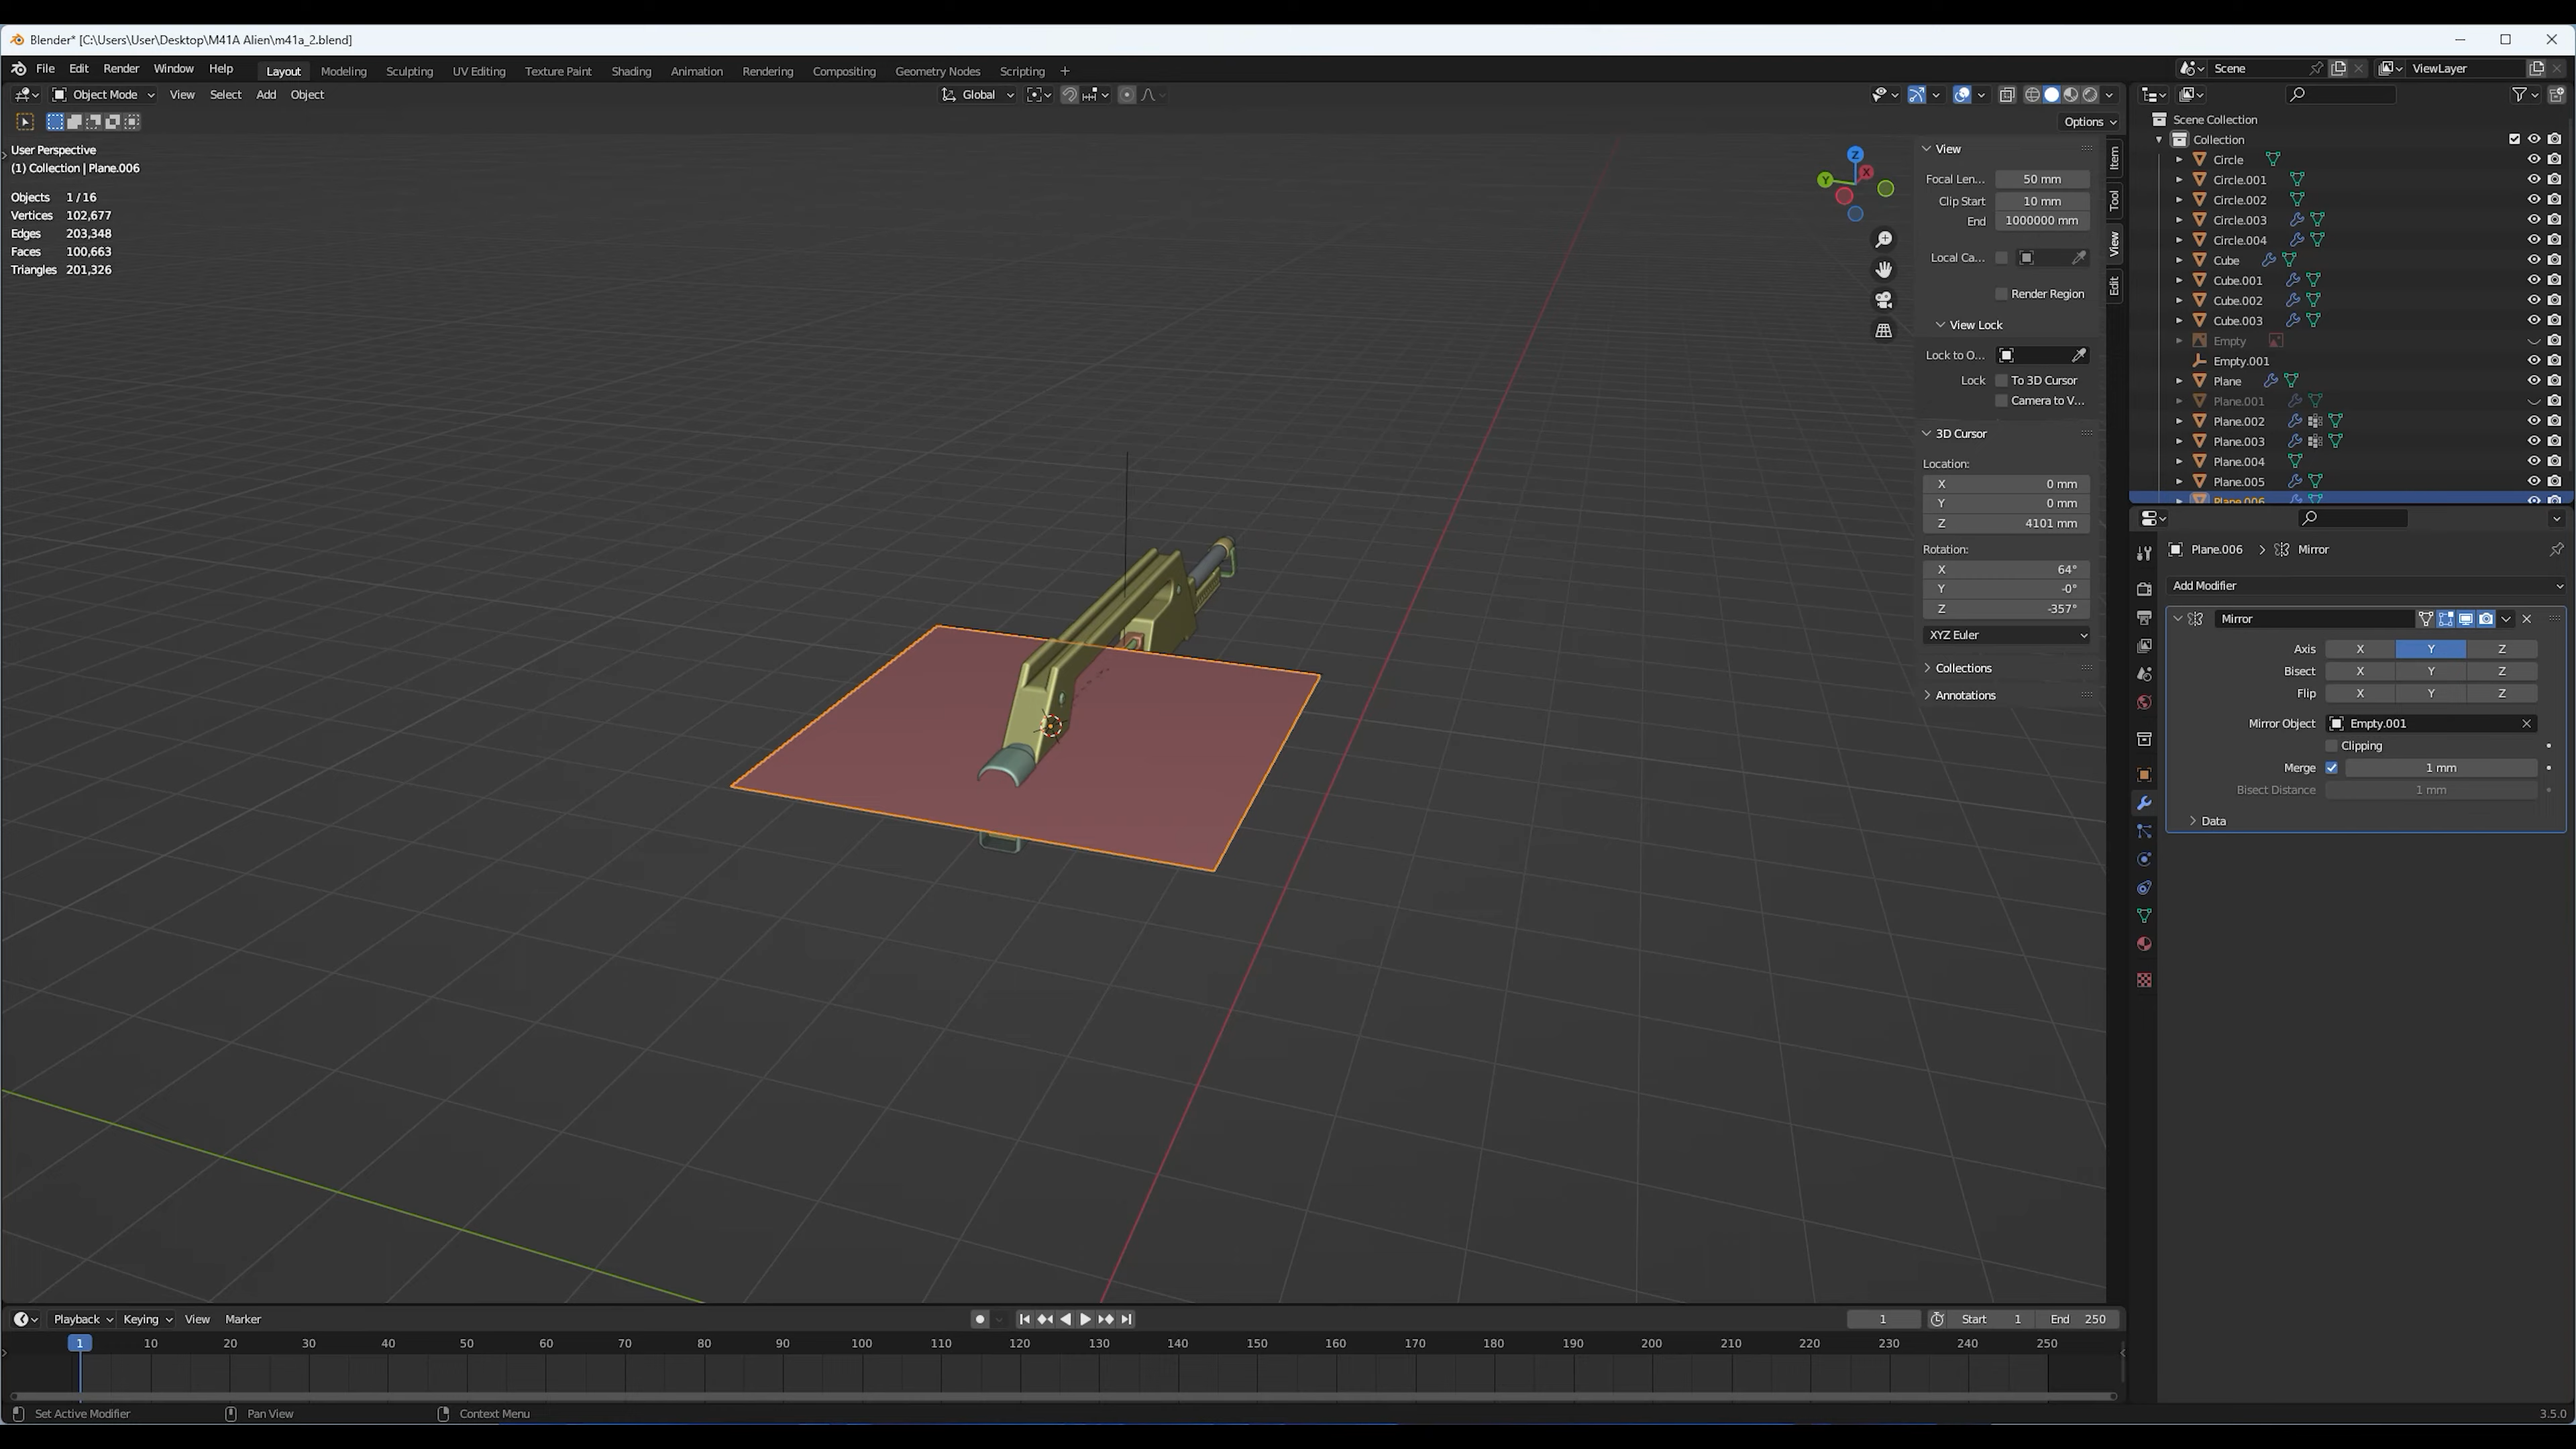 Blender* [C:\Users\User\Desktop\M41A Alien\m41a_2.blend]
File Edit Render Window Help Layout Modeling Sculpting UV Editing Texture Paint Shading Animation Rendering Compositing Geometry Nodes Scripting + Scene ViewLayer
Object Mode View Select Add Object Global
Options
User Perspective
(1) Collection | Plane.006
Objects 1 / 16
Vertices 102,677
Edges 203,348
Faces 100,663
Triangles 201,326
Z
X
Y
View
Focal Len... 50 mm
Clip Start 10 mm
End 1000000 mm
Local Ca...
Render Region
View Lock
Lock to O...
Lock To 3D Cursor
Camera to V...
3D Cursor
Location:
X 0 mm
Y 0 mm
Z 4101 mm
Rotation:
X 64°
Y -0°
Z -357°
XYZ Euler
Collections
Annotations
Item
Tool
View
Edit
Scene Collection
Collection
Circle
Circle.001
Circle.002
Circle.003
Circle.004
Cube
Cube.001
Cube.002
Cube.003
Empty
Empty.001
Plane
Plane.001
Plane.002
Plane.003
Plane.004
Plane.005
Plane.006
Plane.006 > Mirror
Add Modifier
Mirror
Axis X Y Z
Bisect X Y Z
Flip X Y Z
Mirror Object Empty.001
Clipping
Merge 1 mm
Bisect Distance 1 mm
Data
Playback Keying View Marker 1 Start 1 End 250
1 10 20 30 40 50 60 70 80 90 100 110 120 130 140 150 160 170 180 190 200 210 220 230 240 250
Set Active Modifier Pan View Context Menu 3.5.0